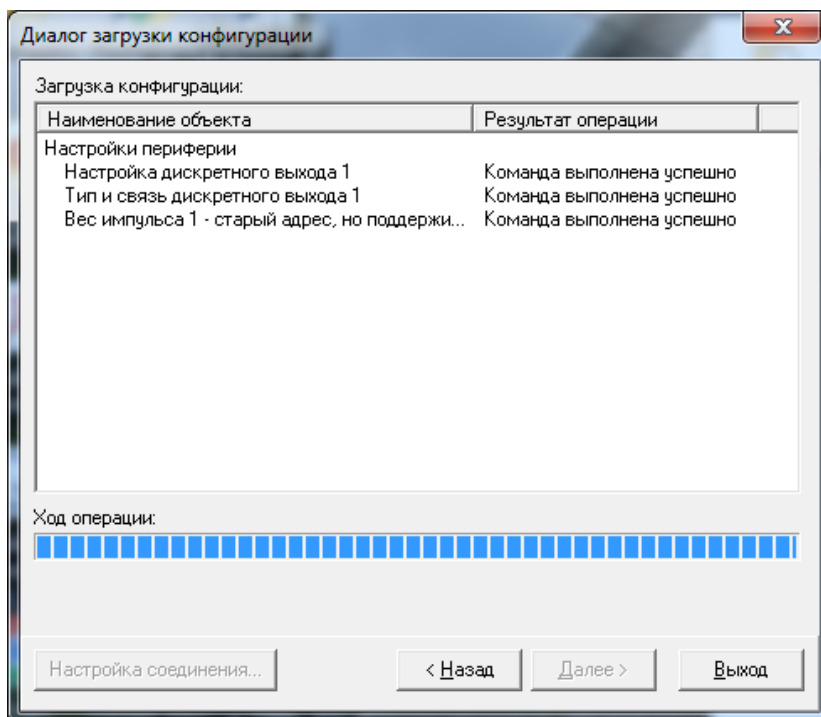 Диалог загрузки конфигурации
Загрузка конфигурации:
Наименование объекта Результат операции
Настройки периферии
Настройка дискретного выхода 1 Команда выполнена успешно
Тип и связь дискретного выхода 1 Команда выполнена успешно
Вес импульса 1 - старый адрес, но поддержи... Команда выполнена успешно
Ход операции:
Настройка соединения... < Назад Далее > Выход